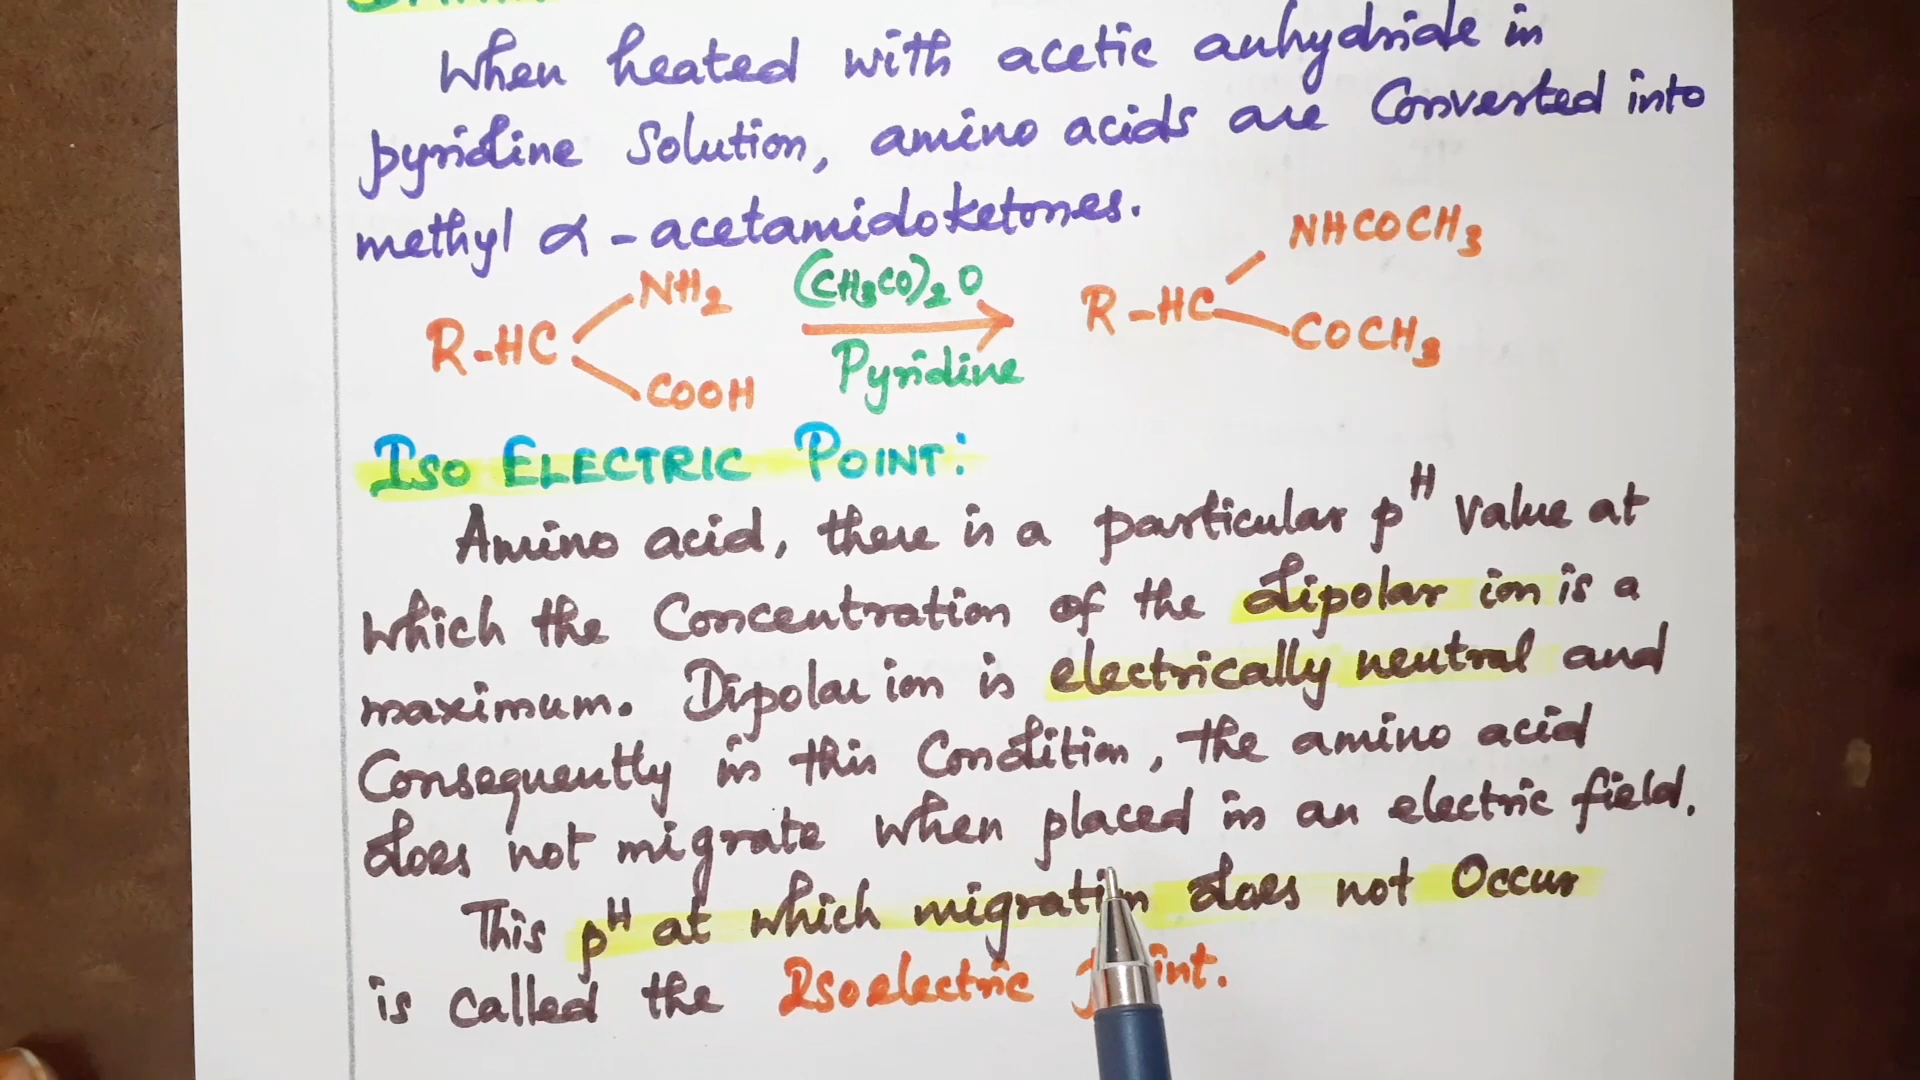 When heated with acetic anhydride in
pyridine Solution, amino acids are Converted into
methyl α - acetamidoketones.
R-HC NH2 COOH (CH3CO)2O Pyridine R-HC NHCOCH3 COCH3
ISO ELECTRIC POINT:
Amino acid, there is a particular pH Value at
which the Concentration of the dipolar ion is a
maximum. Dipolar ion is electrically neutral and
Consequently in this Condition, the amino acid
does not migrate when placed in an electric field.
This pH at which migration does not Occur
is called the Isoelectric Point.